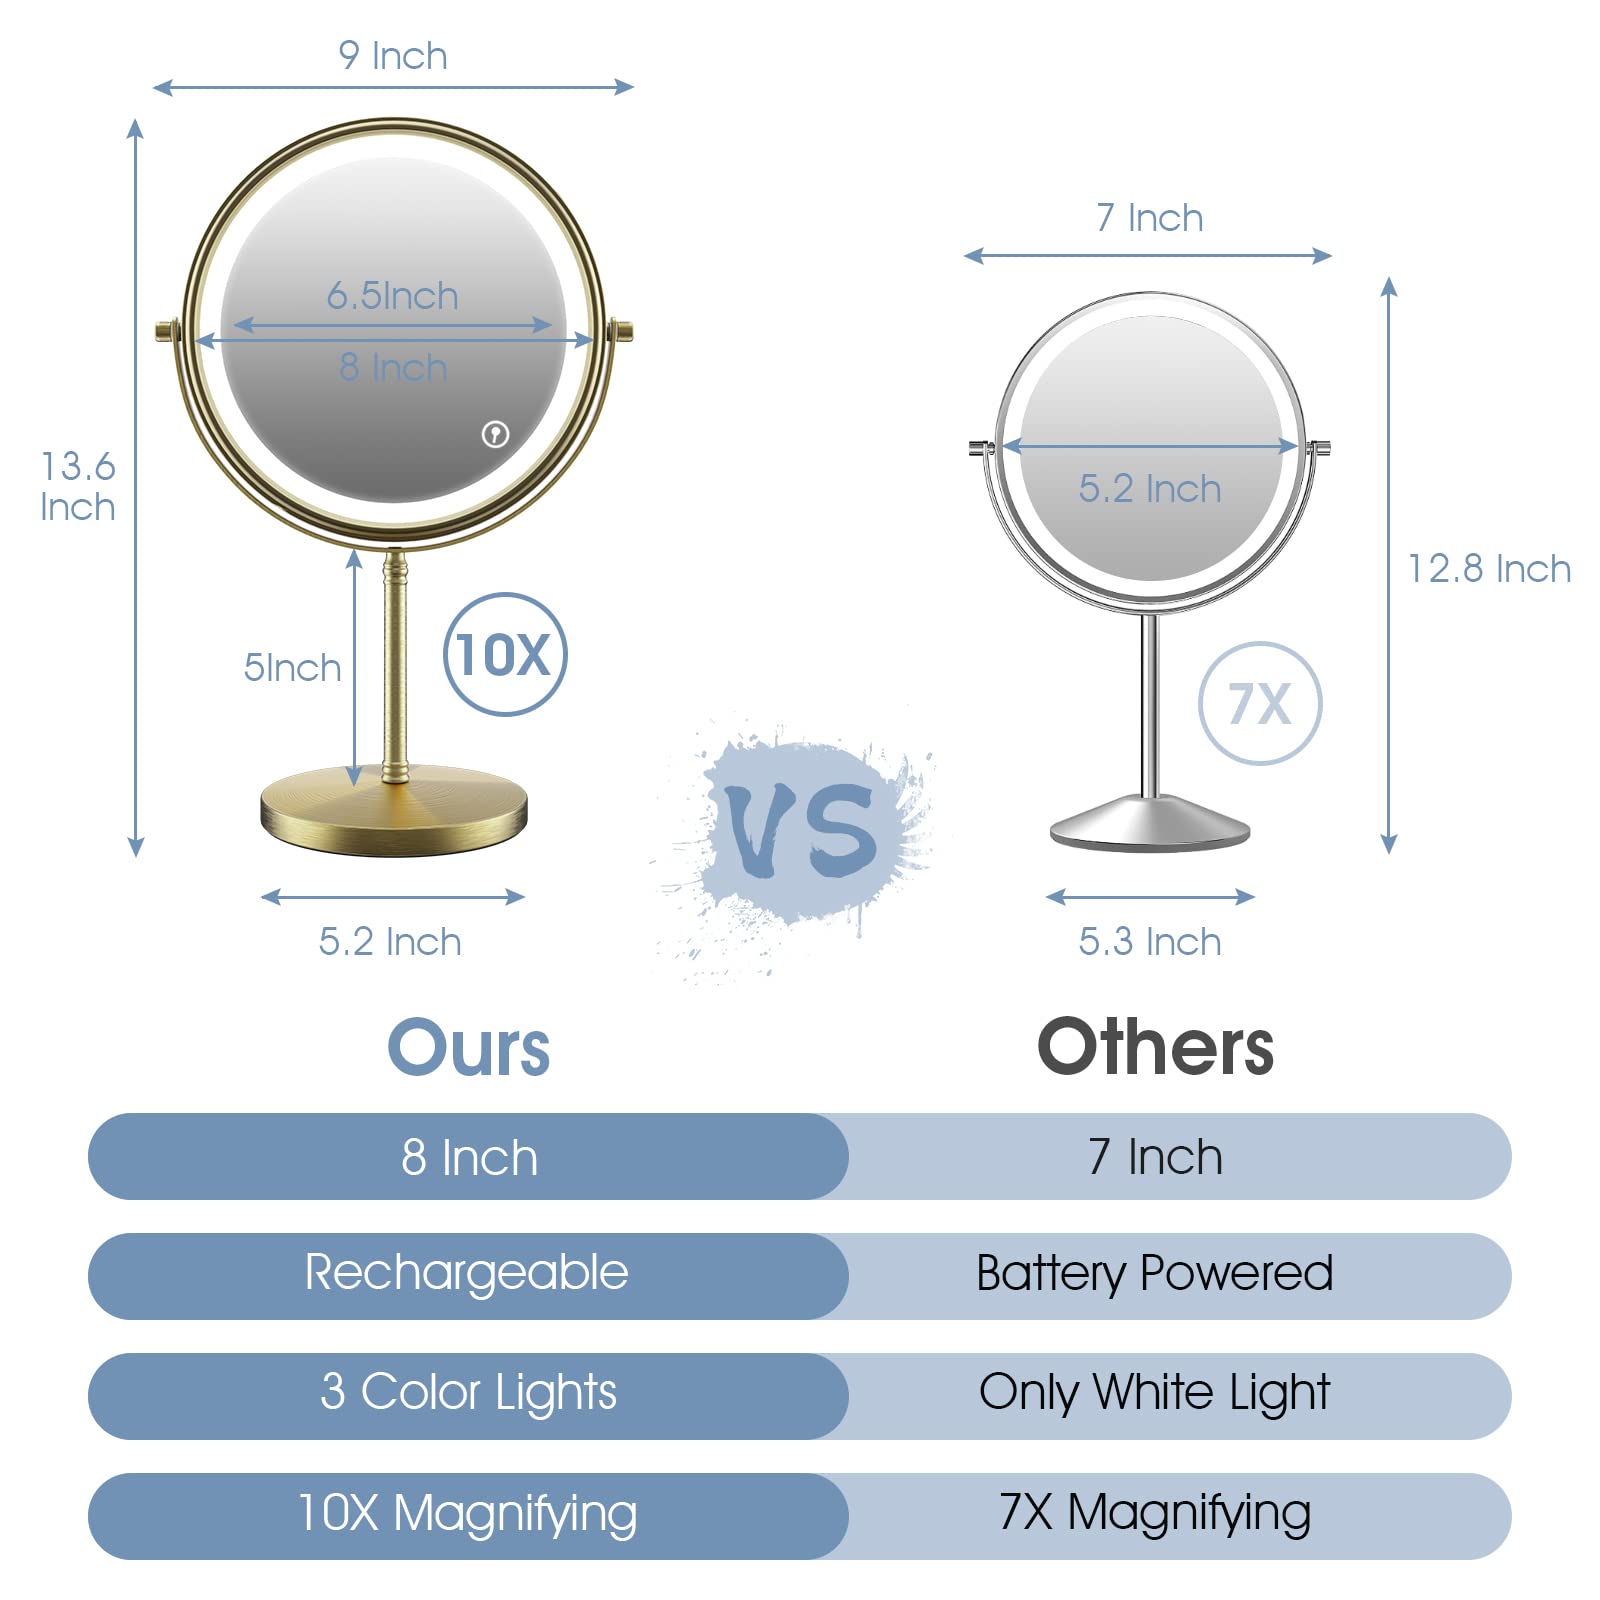 9 Inch
7 Inch
6.5Inch
8 Inch
13.6
Inch
5.2 Inch
12.8 Inch
5Inch
10X
7X
VS
5.2 Inch
5.3 Inch
Ours
Others
8 Inch
7 Inch
Rechargeable
Battery Powered
3 Color Lights
Only White Light
10X Magnifying
7X Magnifying